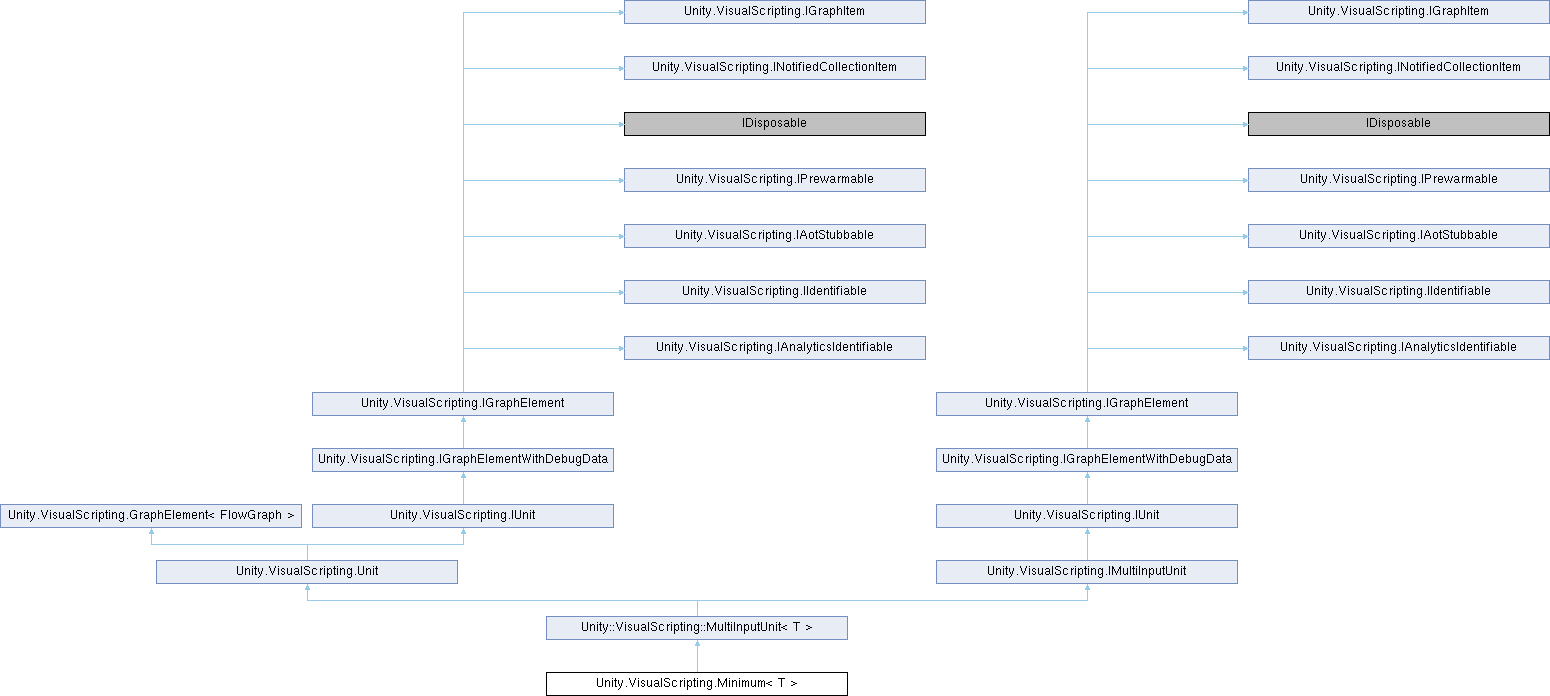 Unity.VisualScripting.IGraphItem
Unity.VisualScripting.IGraphItem
Unity.VisualScripting.INotifiedCollectionItem
Unity.VisualScripting.INotifiedCollectionItem
IDisposable
IDisposable
Unity.VisualScripting.IPrewarmable
Unity.VisualScripting.IPrewarmable
Unity.VisualScripting.IAotStubbable
Unity.VisualScripting.IAotStubbable
Unity.VisualScripting.IIdentifiable
Unity.VisualScripting.IIdentifiable
Unity.VisualScripting.IAnalyticsIdentifiable
Unity.VisualScripting.IAnalyticsIdentifiable
Unity.VisualScripting.IGraphElement
Unity.VisualScripting.IGraphElement
Unity.VisualScripting.IGraphElementWithDebugData
Unity.VisualScripting.IGraphElementWithDebugData
Unity.VisualScripting.GraphElement< FlowGraph >
Unity.VisualScripting.IUnit
Unity.VisualScripting.IUnit
Unity.VisualScripting.Unit
Unity.VisualScripting.IMultiInputUnit
Unity::VisualScripting::MultiInputUnit< T >
Unity.VisualScripting.Minimum< T >